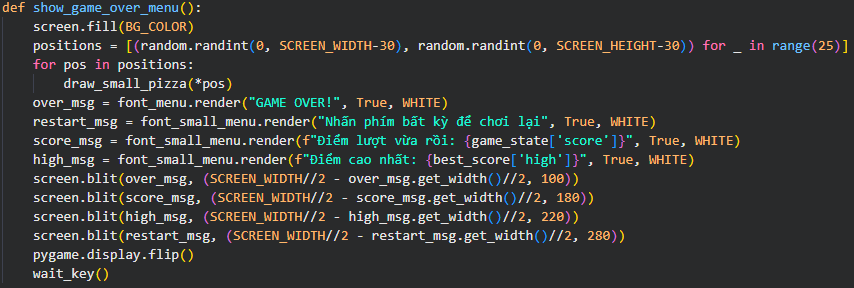 def show_game_over_menu():
    screen.fill(BG_COLOR)
    positions = [(random.randint(0, SCREEN_WIDTH-30), random.randint(0, SCREEN_HEIGHT-30)) for _ in range(25)]
    for pos in positions:
        draw_small_pizza(*pos)
    over_msg = font_menu.render("GAME OVER!", True, WHITE)
    restart_msg = font_small_menu.render("Nhấn phím bất kỳ để chơi lại", True, WHITE)
    score_msg = font_small_menu.render(f"Điểm lượt vừa rồi: {game_state['score']}", True, WHITE)
    high_msg = font_small_menu.render(f"Điểm cao nhất: {best_score['high']}", True, WHITE)
    screen.blit(over_msg, (SCREEN_WIDTH//2 - over_msg.get_width()//2, 100))
    screen.blit(score_msg, (SCREEN_WIDTH//2 - score_msg.get_width()//2, 180))
    screen.blit(high_msg, (SCREEN_WIDTH//2 - high_msg.get_width()//2, 220))
    screen.blit(restart_msg, (SCREEN_WIDTH//2 - restart_msg.get_width()//2, 280))
    pygame.display.flip()
    wait_key()